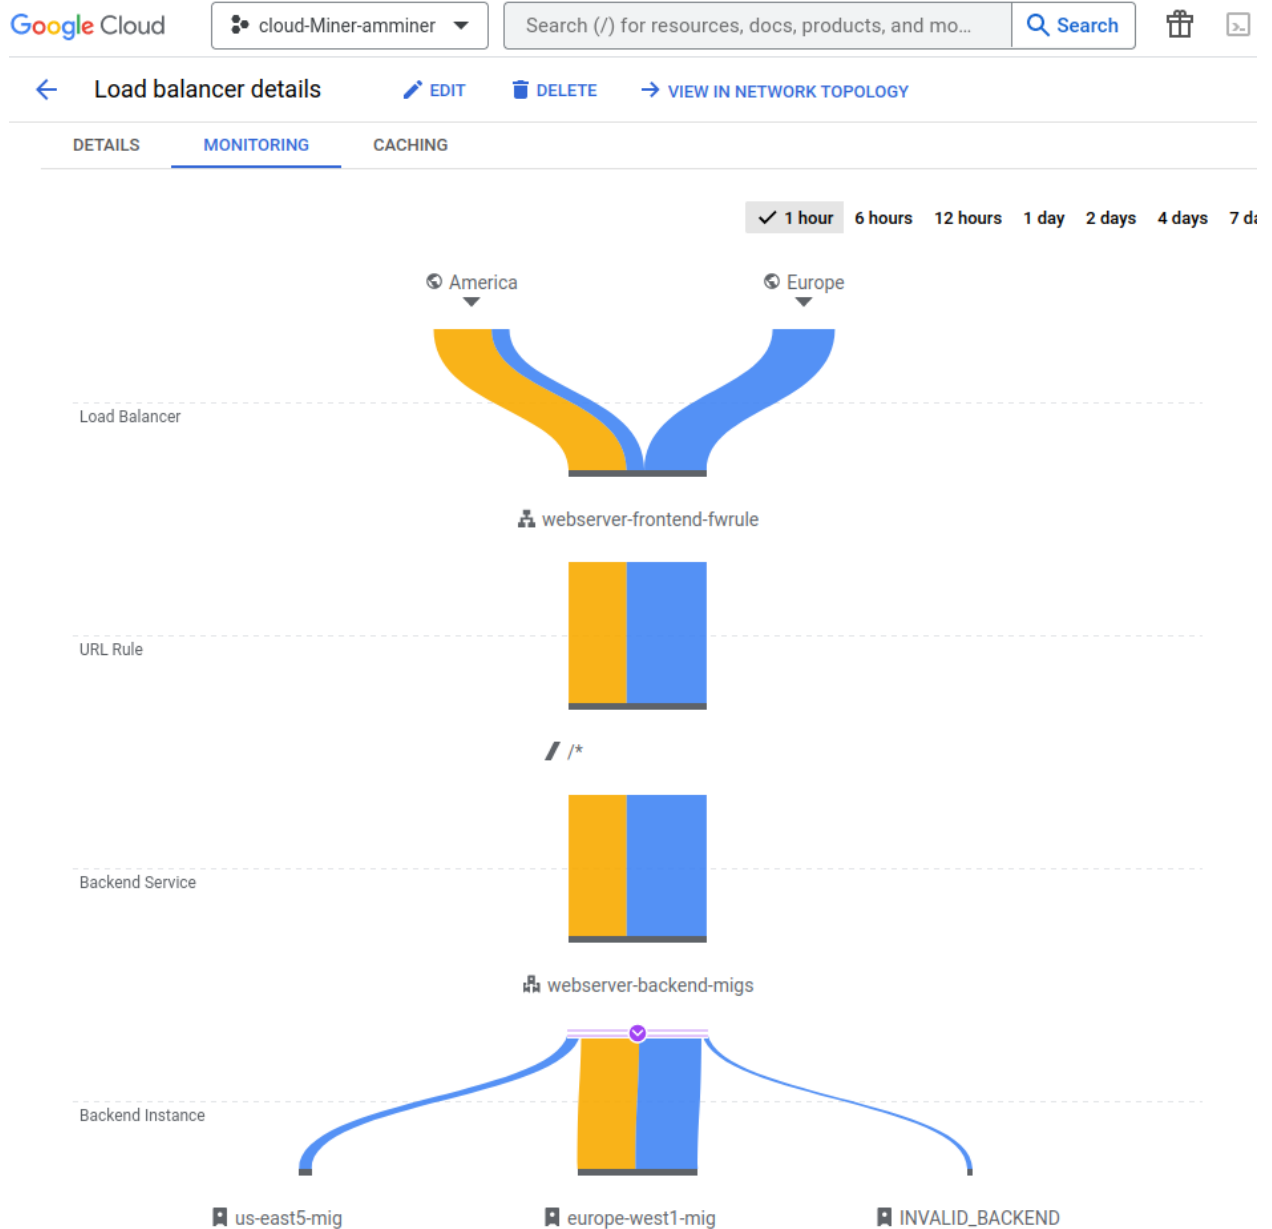 Google Cloud cloud-Miner-amminer Search (/) for resources, docs, products, and mo... Search
Load balancer details EDIT DELETE VIEW IN NETWORK TOPOLOGY
DETAILS MONITORING CACHING
1 hour 6 hours 12 hours 1 day 2 days 4 days 7 da
America Europe
Load Balancer
webserver-frontend-fwrule
URL Rule
/*
Backend Service
webserver-backend-migs
Backend Instance
us-east5-mig europe-west1-mig INVALID_BACKEND